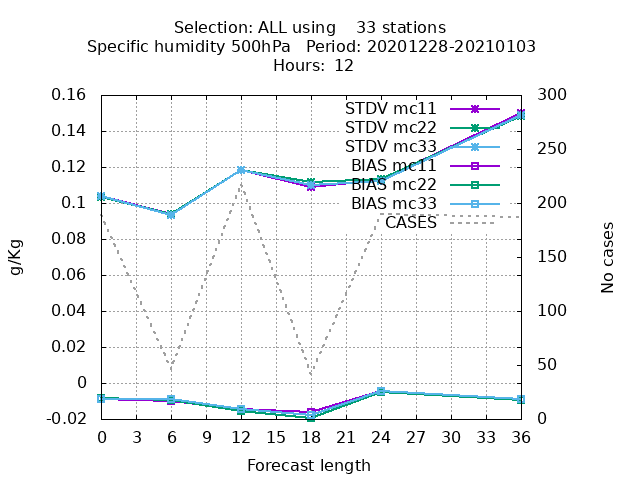 Selection: ALL using    33 stations
Specific humidity 500hPa   Period: 20201228-20210103
Hours:  12
0.16
0.14
0.12
0.1
0.08
0.06
0.04
0.02
0
-0.02
g/Kg
STDV mc11
STDV mc22
STDV mc33
BIAS mc11
BIAS mc22
BIAS mc33
CASES
300
250
200
150
100
50
0
No cases
0 3 6 9 12 15 18 21 24 27 30 33 36
Forecast length